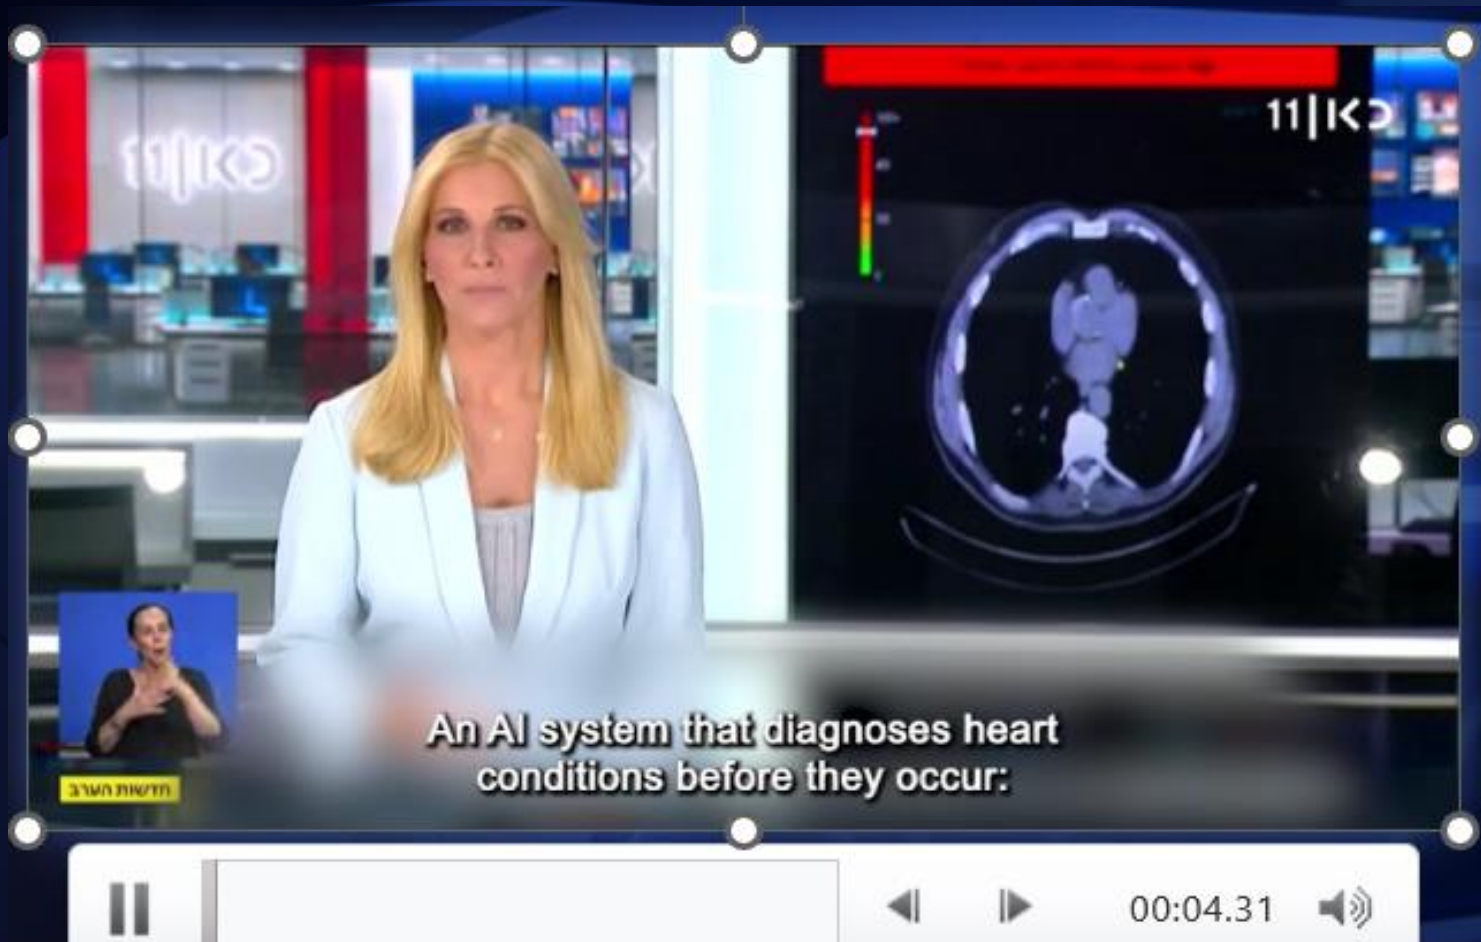 כאן|11
כאן|11
An AI system that diagnoses heart
conditions before they occur:
חדשות הערב
00:04.31